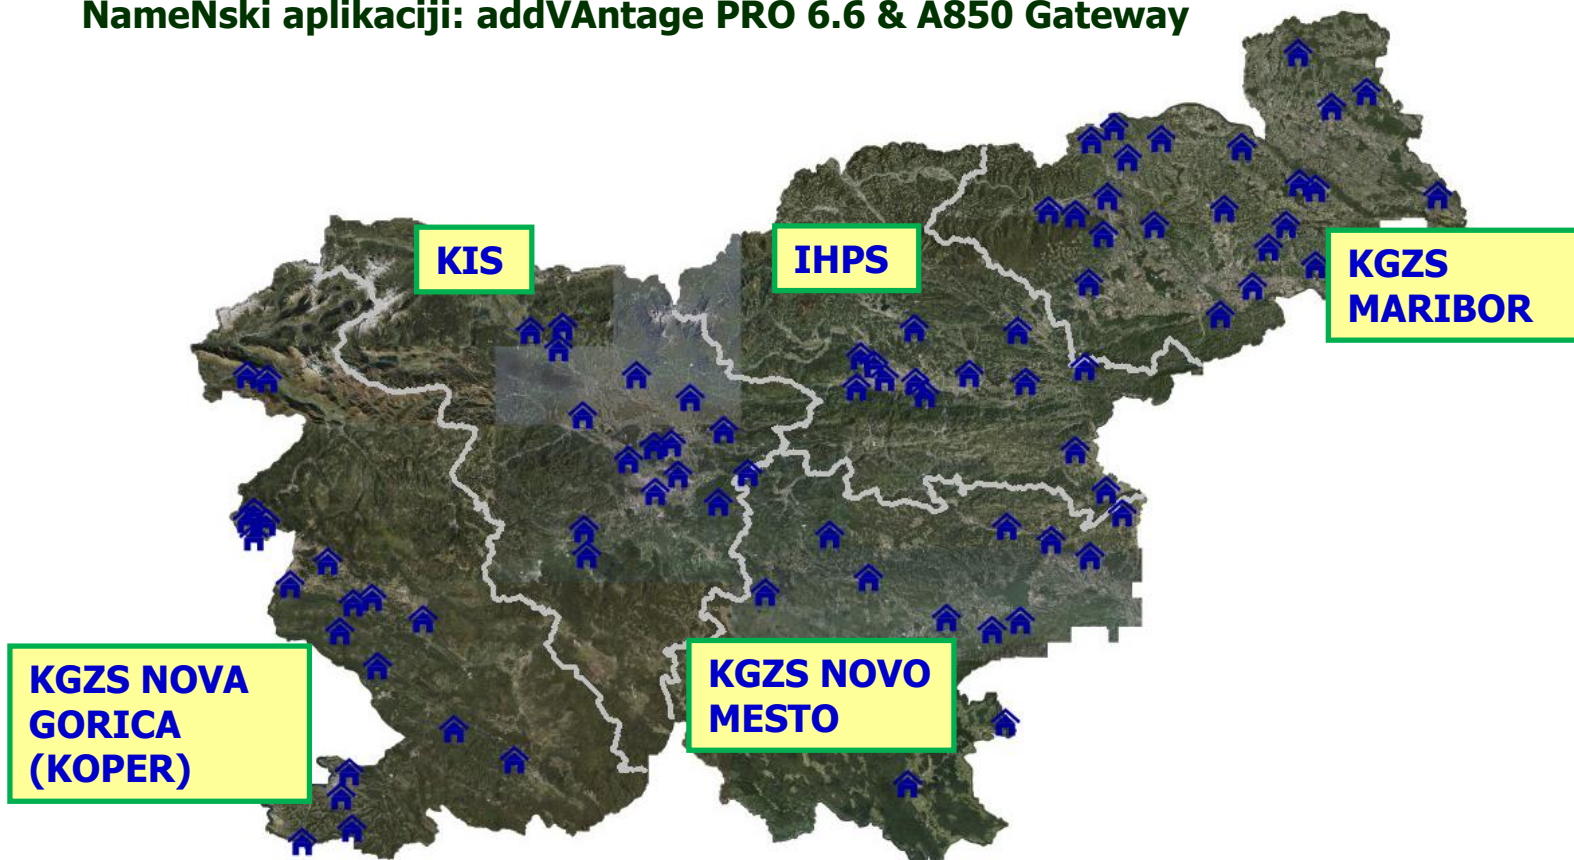 NameNski aplikaciji: addVAntage PRO 6.6 & A850 Gateway
KIS
IHPS
KGZS
MARIBOR
KGZS NOVA
GORICA
(KOPER)
KGZS NOVO
MESTO